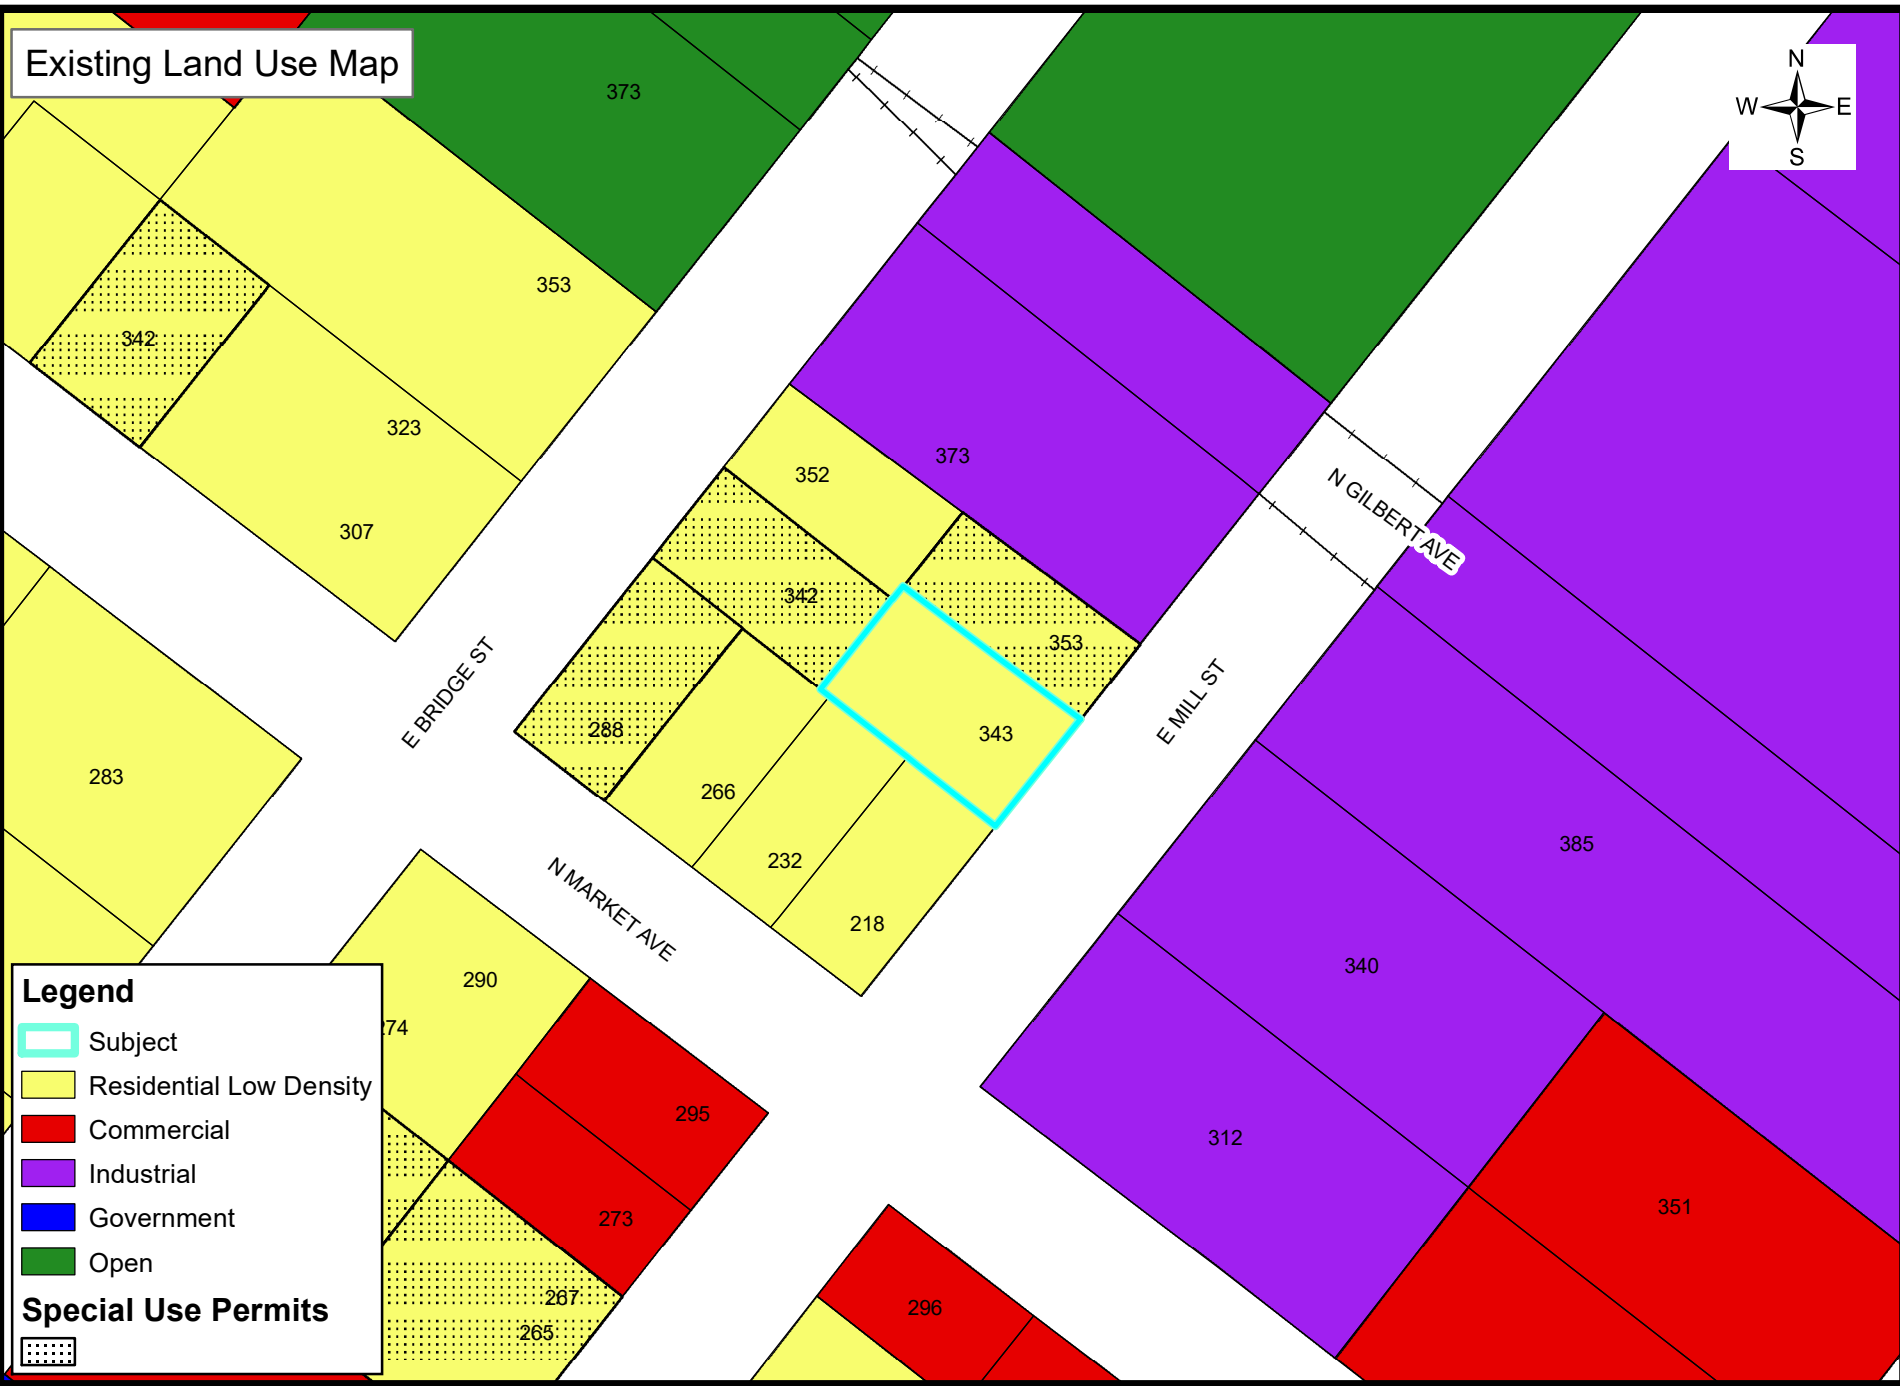 Existing Land Use Map
N
W E
S
373
353
342
323
307
352
373
342
353
288
343
266
232
218
283
290
274
295
273
267
265
296
385
340
312
351
E BRIDGE ST
N MARKET AVE
E MILL ST
N GILBERT AVE
Legend
Subject
Residential Low Density
Commercial
Industrial
Government
Open
Special Use Permits